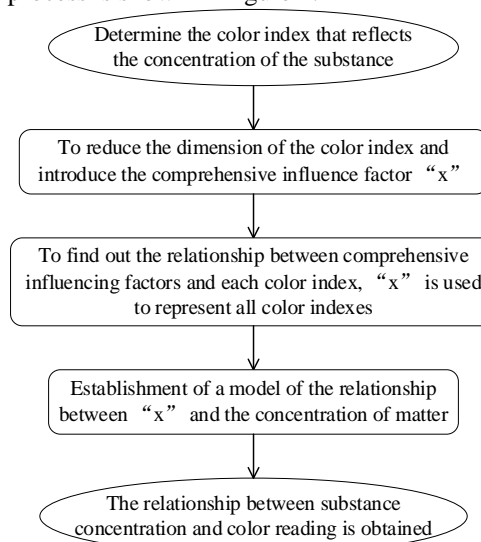 Determine the color index that reflects
the concentration of the substance
To reduce the dimension of the color index and
introduce the comprehensive influence factor “x”
To find out the relationship between comprehensive
influencing factors and each color index, “x” is used
to represent all color indexes
Establishment of a model of the relationship
between “x” and the concentration of matter
The relationship between substance
concentration and color reading is obtained